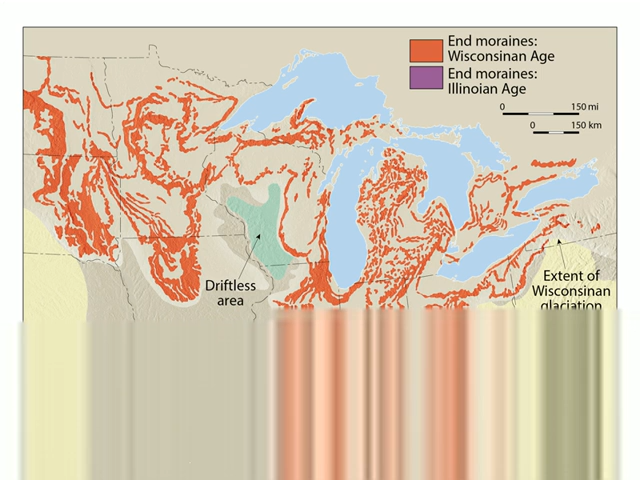 End moraines:
Wisconsinan Age
End moraines:
Illinoian Age
0 150 mi
0 150 km
Driftless
area
Extent of
Wisconsinan
glaciation